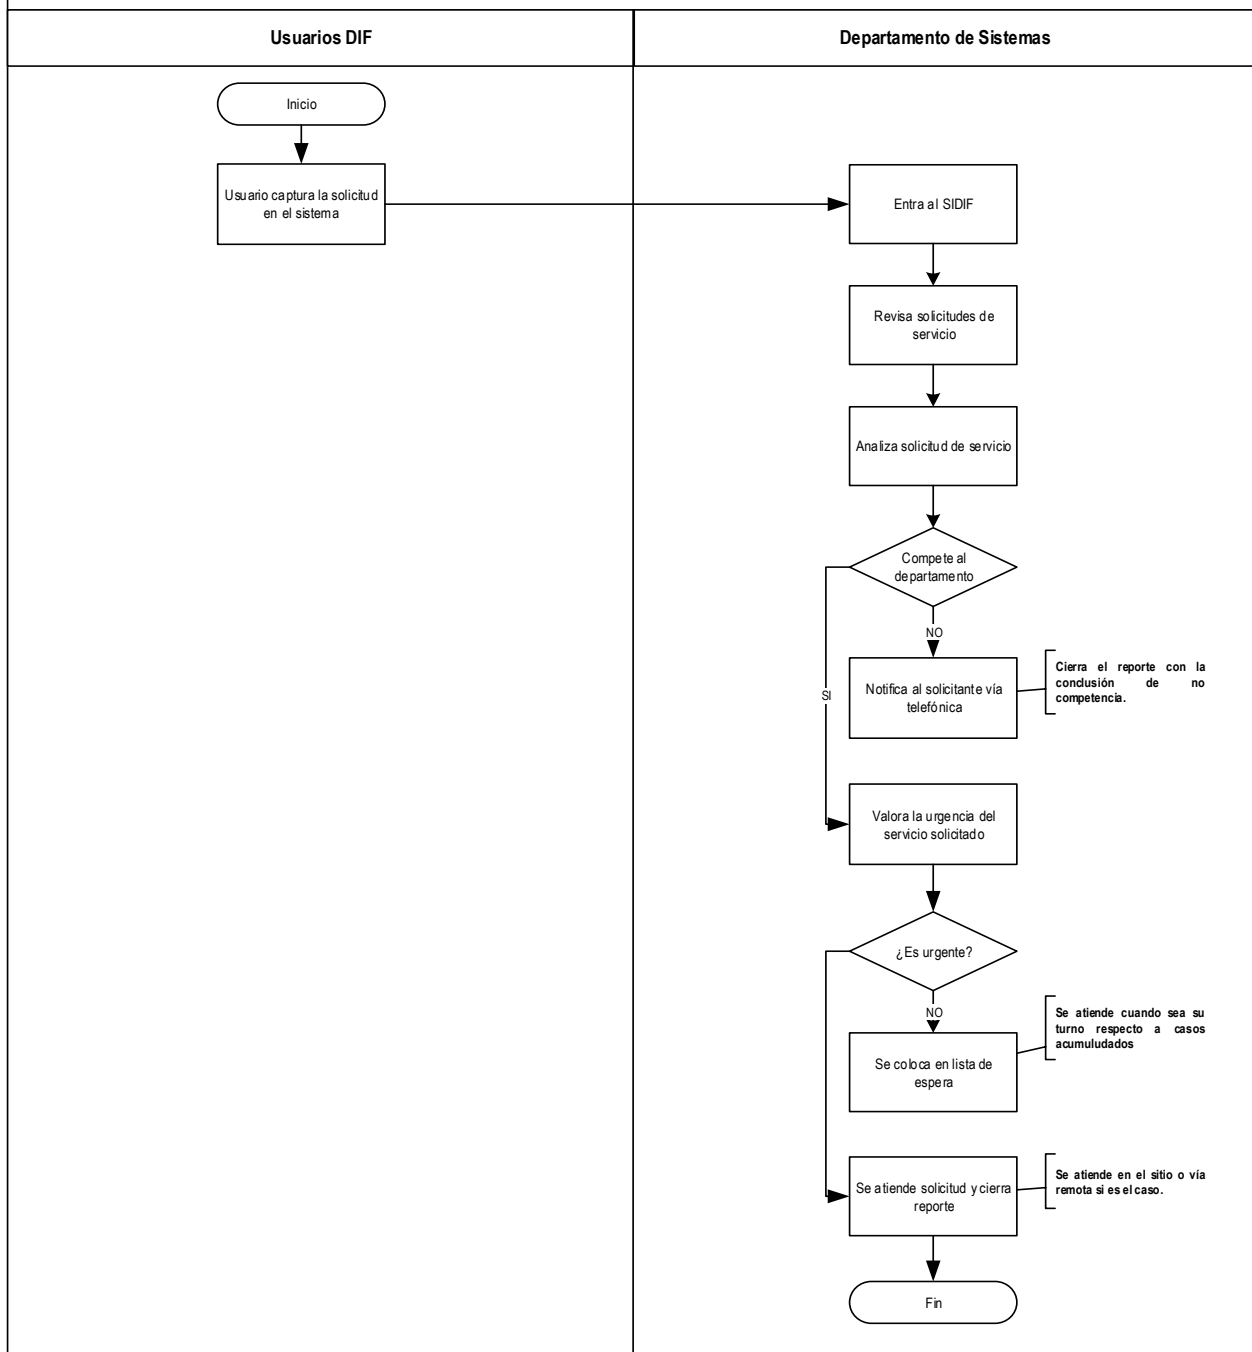 Usuarios DIF
Departamento de Sistemas
Inicio
Usuario captura la solicitud
en el sistema
Entra al SIDIF
Revisa solicitudes de
servicio
Analiza solicitud de servicio
Compete al
departamento
NO
SI
Notifica al solicitante vía
telefónica
Cierra el reporte con la
conclusión de no
competencia.
Valora la urgencia del
servicio solicitado
¿Es urgente?
NO
Se coloca en lista de
espera
Se atiende cuando sea su
turno respecto a casos
acumuludados
Se atiende solicitud y cierra
reporte
Se atiende en el sitio o vía
remota si es el caso.
Fin